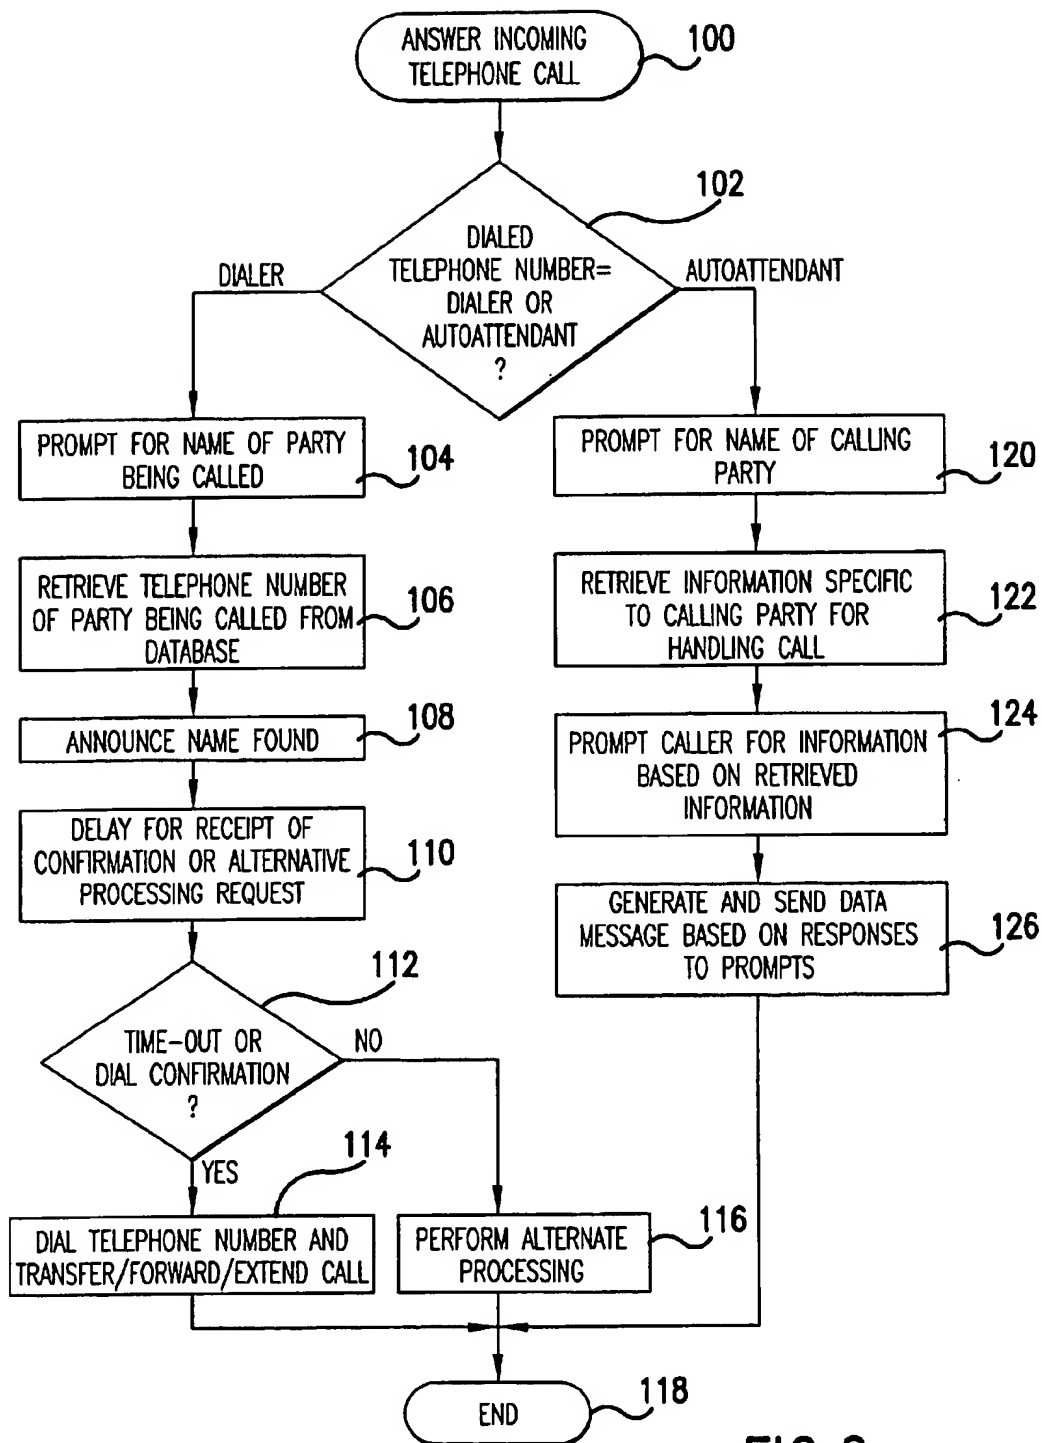 ANSWER INCOMING
TELEPHONE CALL
100
102
DIALED
TELEPHONE NUMBER=
DIALER OR
AUTOATTENDANT
?
DIALER
AUTOATTENDANT
PROMPT FOR NAME OF PARTY
BEING CALLED
104
PROMPT FOR NAME OF CALLING
PARTY
120
RETRIEVE TELEPHONE NUMBER
OF PARTY BEING CALLED FROM
DATABASE
106
RETRIEVE INFORMATION SPECIFIC
TO CALLING PARTY FOR
HANDLING CALL
122
ANNOUNCE NAME FOUND
108
PROMPT CALLER FOR INFORMATION
BASED ON RETRIEVED
INFORMATION
124
DELAY FOR RECEIPT OF
CONFIRMATION OR ALTERNATIVE
PROCESSING REQUEST
110
GENERATE AND SEND DATA
MESSAGE BASED ON RESPONSES
TO PROMPTS
126
112
TIME-OUT OR
DIAL CONFIRMATION
?
NO
YES
114
DIAL TELEPHONE NUMBER AND
TRANSFER/FORWARD/EXTEND CALL
PERFORM ALTERNATE
PROCESSING
116
END
118